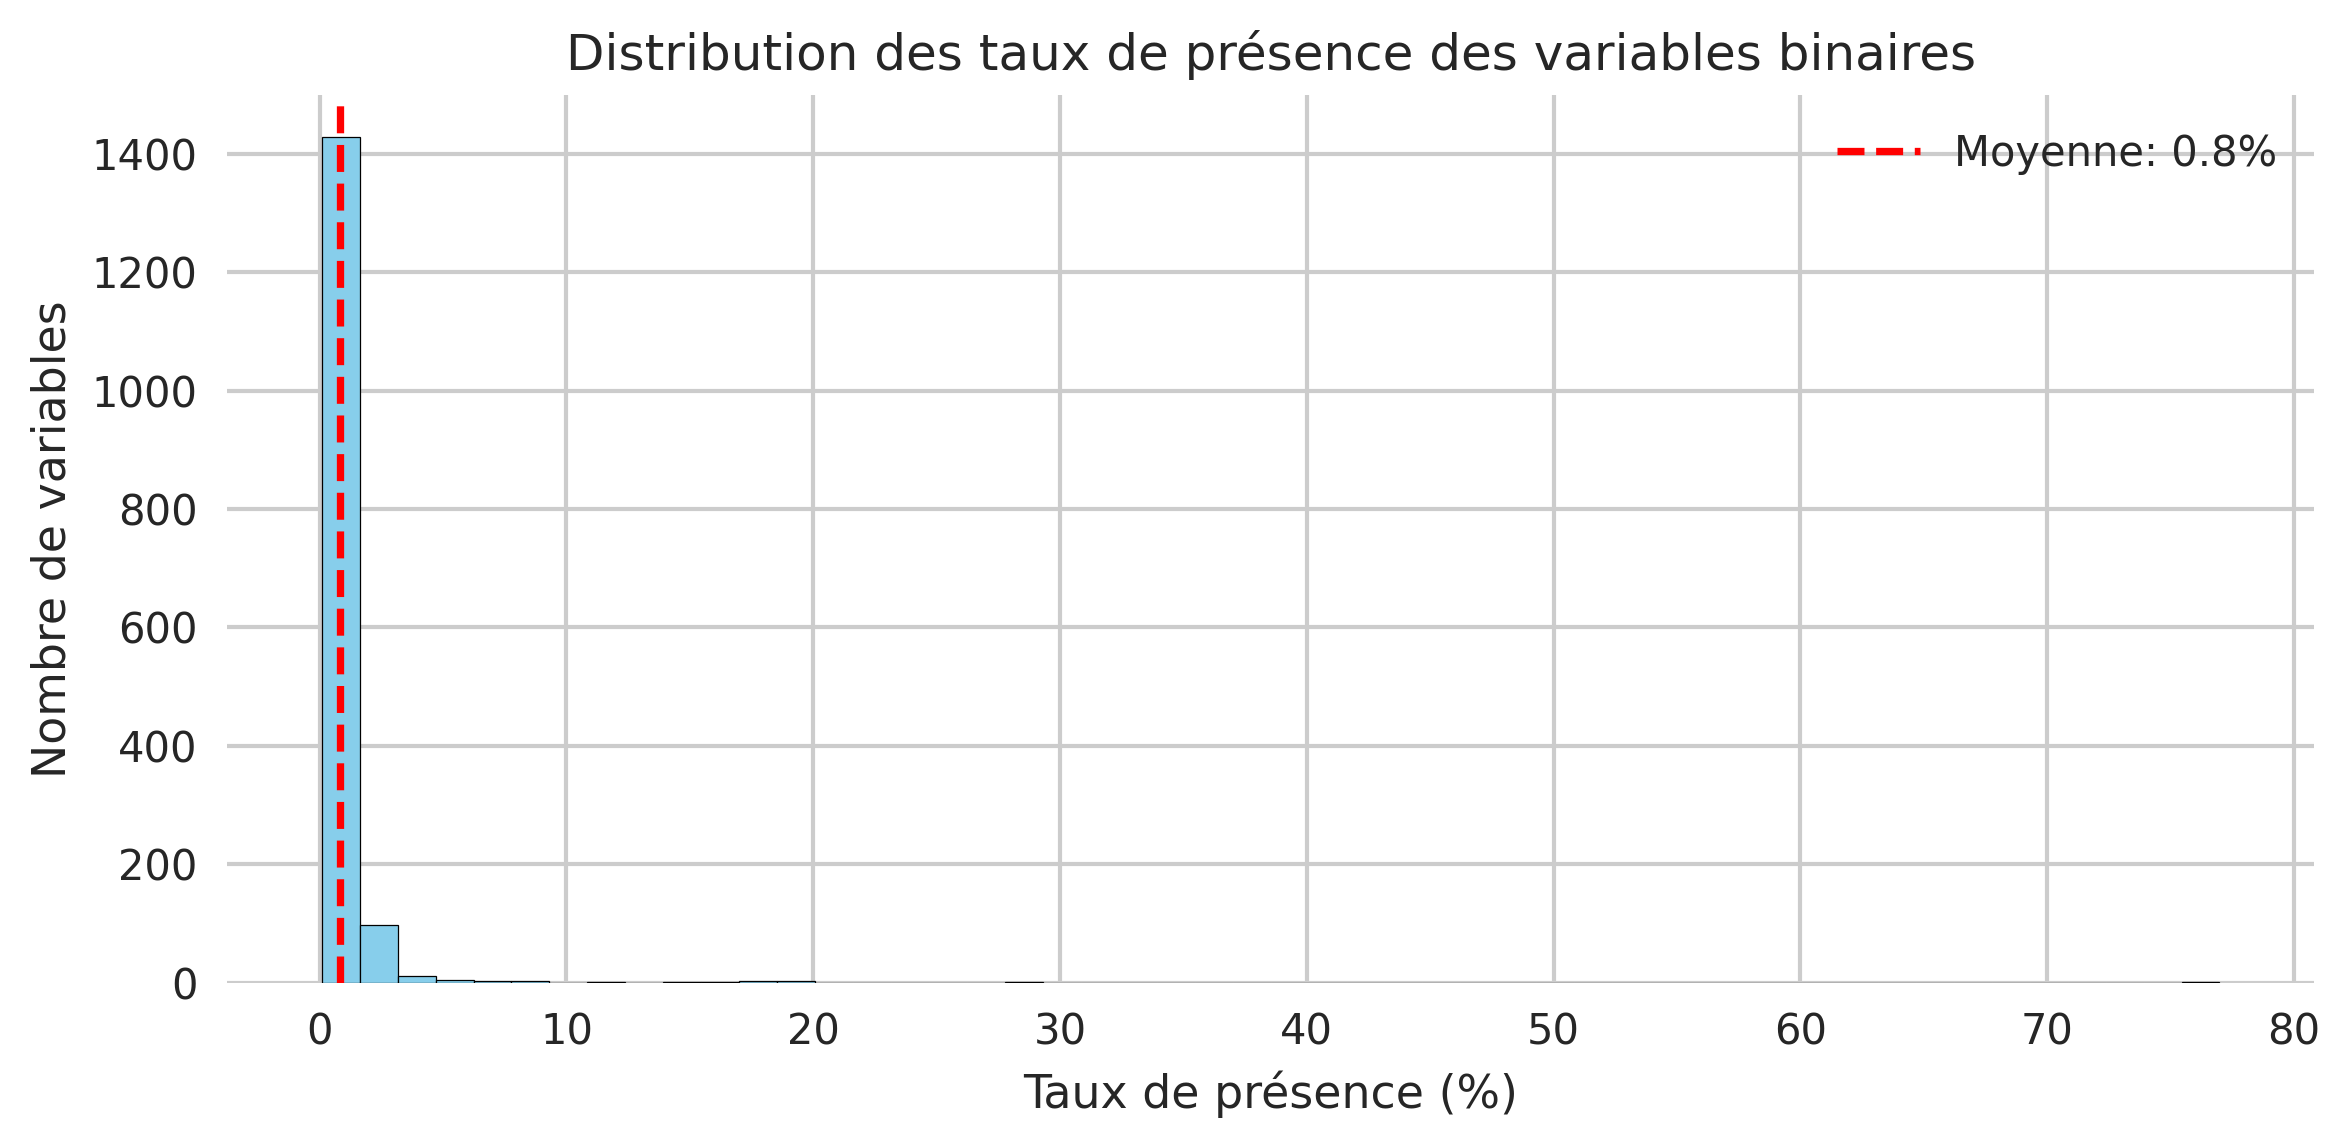 Distribution des taux de présence des variables binaires
Moyenne: 0.8%
Nombre de variables
1400
1200
1000
800
600
400
200
0
0 10 20 30 40 50 60 70 80
Taux de présence (%)